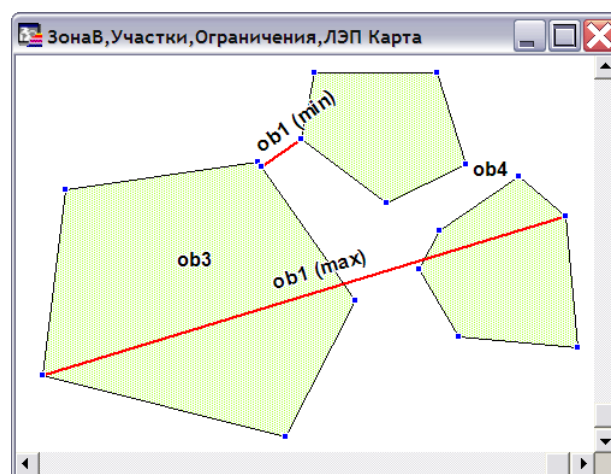 ЗонаВ,Участки,Ограничения,ЛЭП Карта
ob1 (min)
ob4
ob3
ob1 (max)